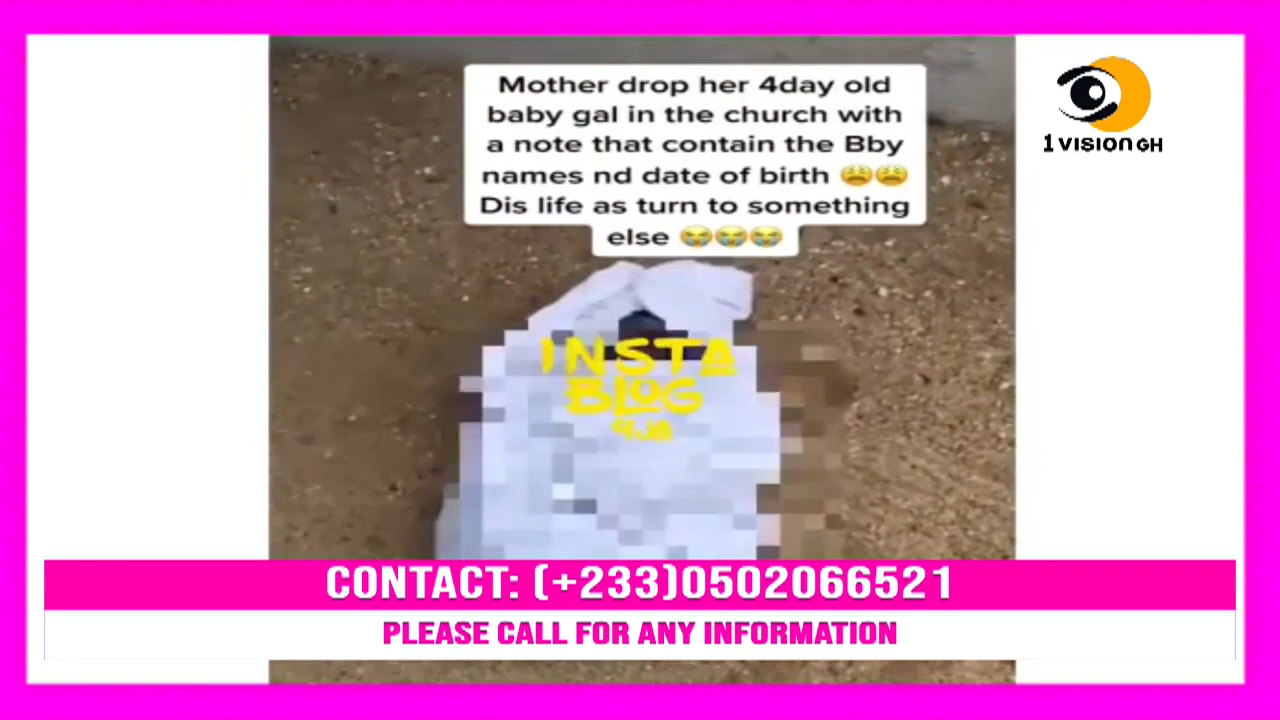 Mother drop her 4day old
baby gal in the church with
a note that contain the Bby
names nd date of birth 😩😩
Dis life as turn to something
else 😭😭😭
1 VISION GH
INSTA
BLOG
CONTACT: (+233)0502066521
PLEASE CALL FOR ANY INFORMATION